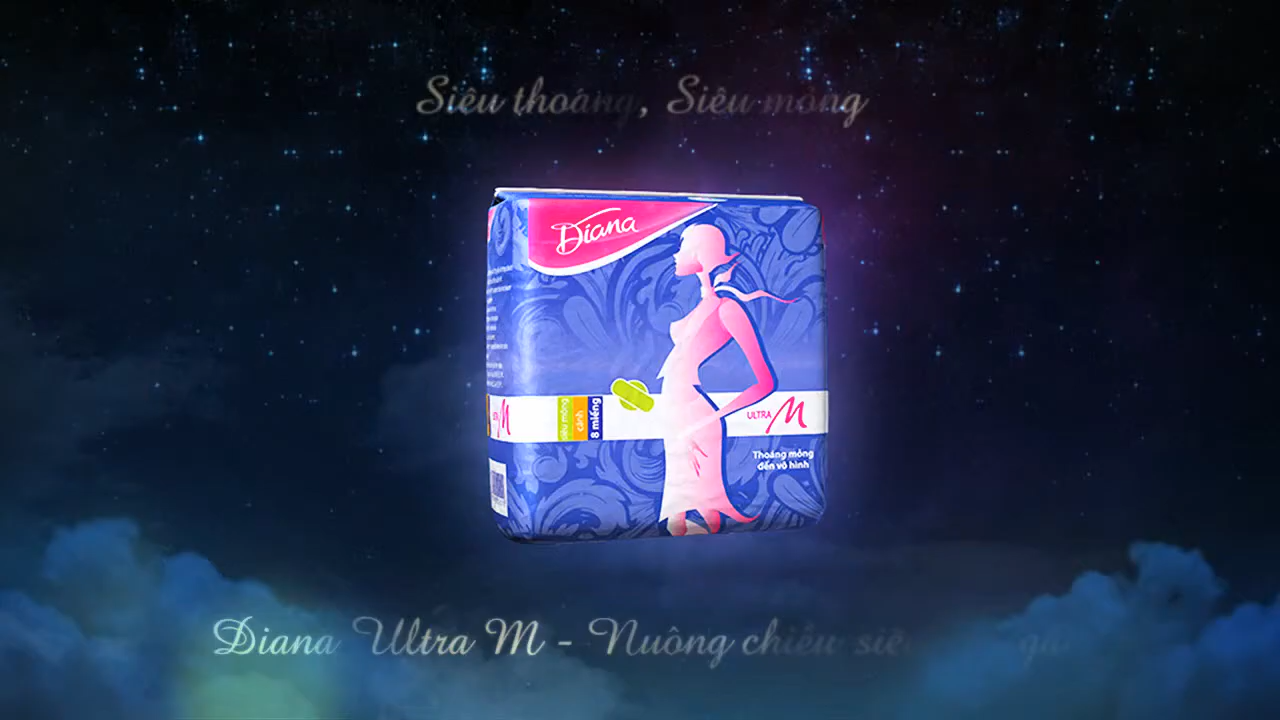 Siêu thoáng, Siêu mỏng
Diana
ULTRA M
siêu mỏng
cánh
8 miếng
Thoáng mỏng
đến vô hình
Diana Ultra M - Nuông chiều